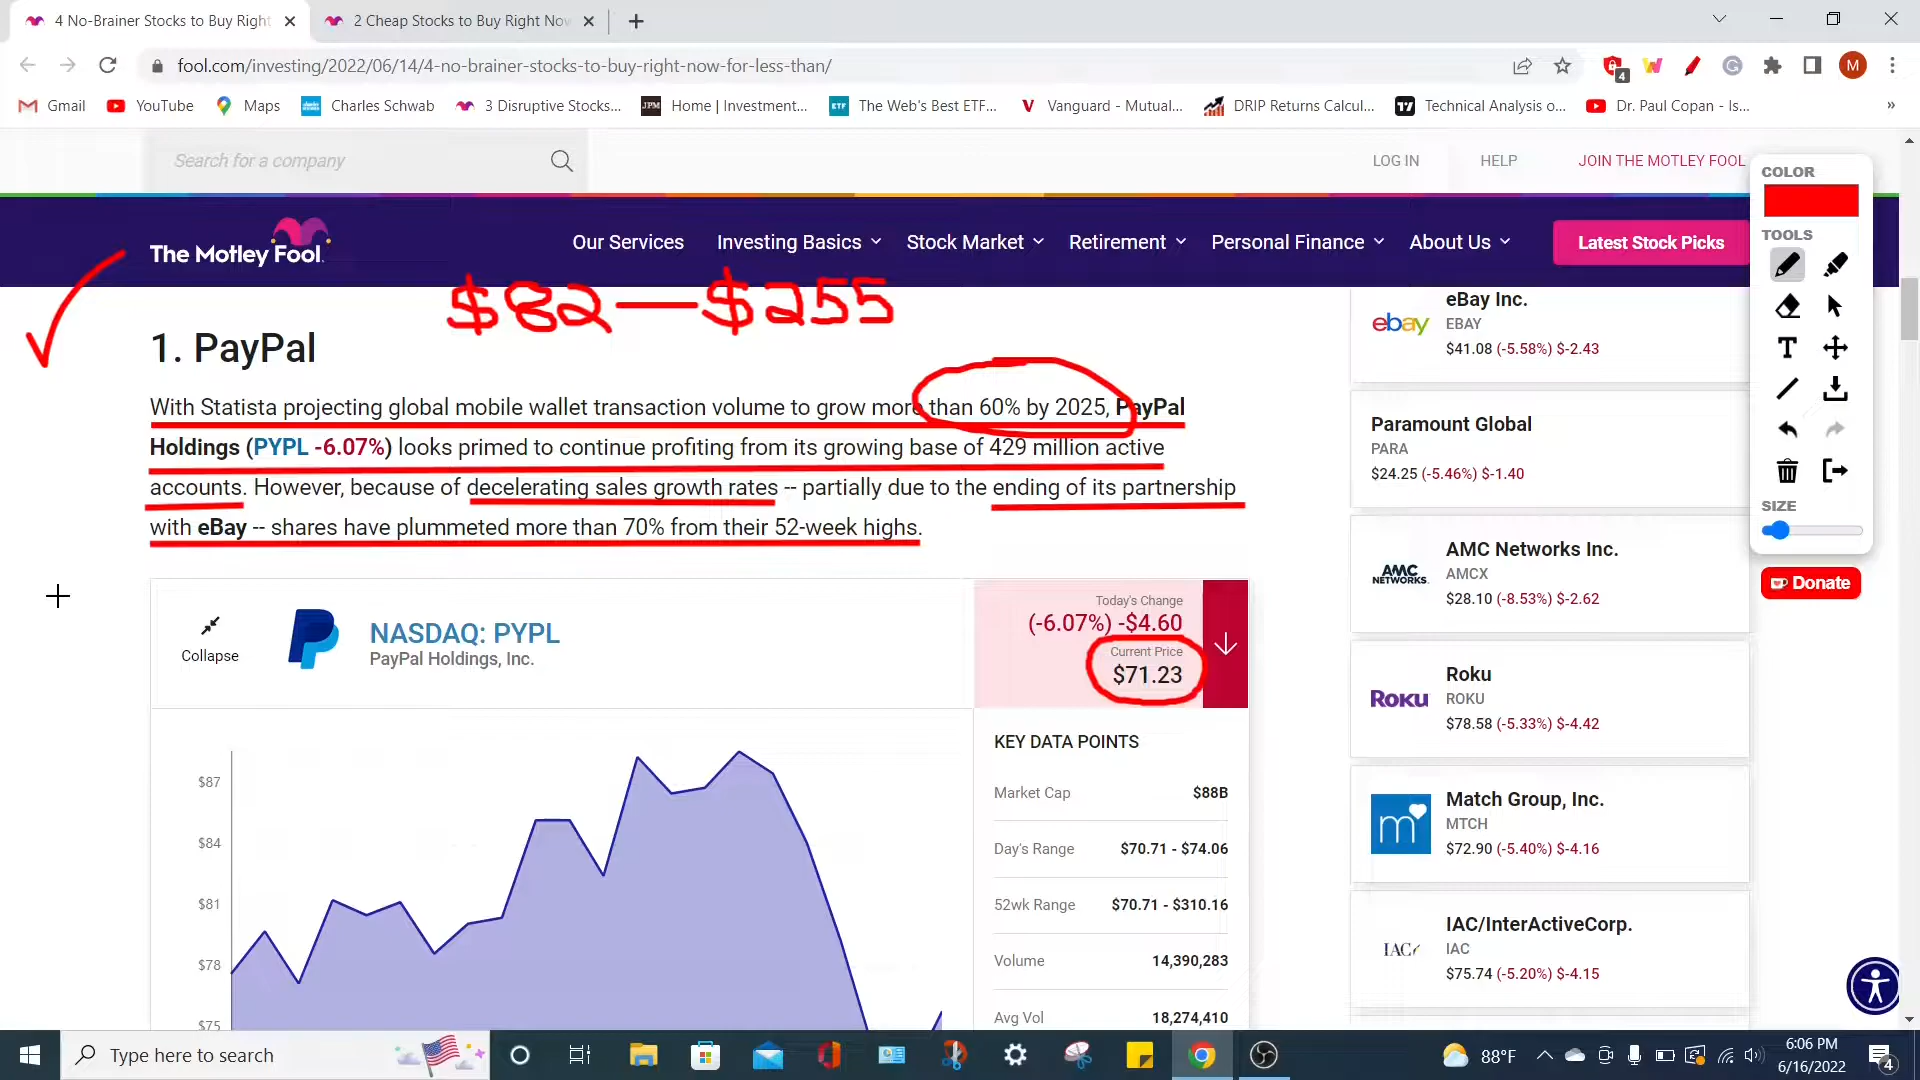 4 No-Brainer Stocks to Buy Right
2 Cheap Stocks to Buy Right Now
fool.com/investing/2022/06/14/4-no-brainer-stocks-to-buy-right-now-for-less-than/
4
M
Gmail
YouTube
Maps
Charles Schwab
3 Disruptive Stocks...
JPM
Home | Investment...
ETF
The Web's Best ETF...
Vanguard - Mutual...
DRIP Returns Calcul...
Technical Analysis o...
Dr. Paul Copan - Is...
»
Search for a company
LOG IN
HELP
JOIN THE MOTLEY FOOL
The Motley Fool.
Our Services
Investing Basics
Stock Market
Retirement
Personal Finance
About Us
Latest Stock Picks
$82—$255
1. PayPal
With Statista projecting global mobile wallet transaction volume to grow more than 60% by 2025, PayPal
Holdings (PYPL -6.07%) looks primed to continue profiting from its growing base of 429 million active
accounts. However, because of decelerating sales growth rates -- partially due to the ending of its partnership
with eBay -- shares have plummeted more than 70% from their 52-week highs.
Collapse
NASDAQ: PYPL
PayPal Holdings, Inc.
Today's Change
(-6.07%) -$4.60
Current Price
$71.23
$87
$84
$81
$78
$75
KEY DATA POINTS
Market Cap $88B
Day's Range $70.71 - $74.06
52wk Range $70.71 - $310.16
Volume 14,390,283
Avg Vol 18,274,410
ebay
eBay Inc.
EBAY
$41.08 (-5.58%) $-2.43
Paramount Global
PARA
$24.25 (-5.46%) $-1.40
AMC NETWORKS
AMC Networks Inc.
AMCX
$28.10 (-8.53%) $-2.62
ROKU
Roku
ROKU
$78.58 (-5.33%) $-4.42
m
Match Group, Inc.
MTCH
$72.90 (-5.40%) $-4.16
IAC
IAC/InterActiveCorp.
IAC
$75.74 (-5.20%) $-4.15
COLOR
TOOLS
T
SIZE
Donate
Type here to search
88°F
6:06 PM
6/16/2022
4